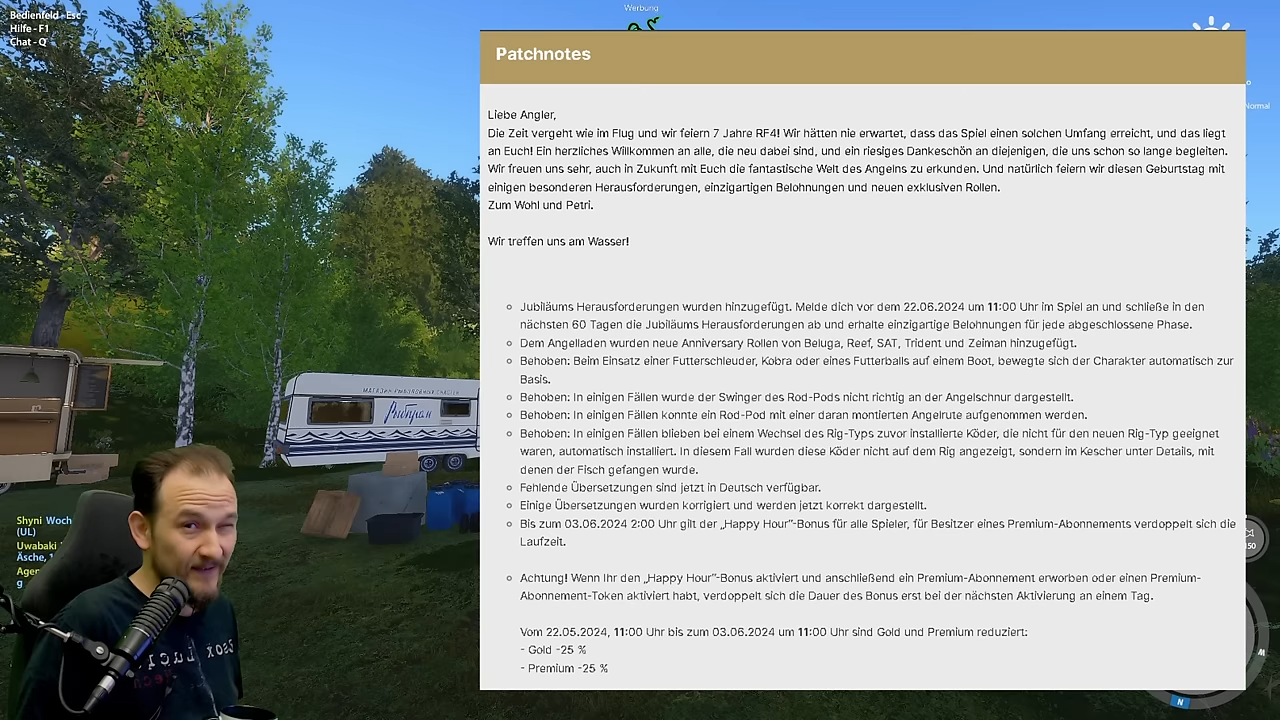 Bedienfeld - Esc
Hilfe - F1
Chat - Q
Werbung
Patchnotes
Liebe Angler,
Die Zeit vergeht wie im Flug und wir feiern 7 Jahre RF4! Wir hätten nie erwartet, dass das Spiel einen solchen Umfang erreicht, und das liegt
an Euch! Ein herzliches Willkommen an alle, die neu dabei sind, und ein riesiges Dankeschön an diejenigen, die uns schon so lange begleiten.
Wir freuen uns sehr, auch in Zukunft mit Euch die fantastische Welt des Angelns zu erkunden. Und natürlich feiern wir diesen Geburtstag mit
einigen besonderen Herausforderungen, einzigartigen Belohnungen und neuen exklusiven Rollen.
Zum Wohl und Petri.
Wir treffen uns am Wasser!
Jubiläums Herausforderungen wurden hinzugefügt. Melde dich vor dem 22.06.2024 um 11:00 Uhr im Spiel an und schließe in den
nächsten 60 Tagen die Jubiläums Herausforderungen ab und erhalte einzigartige Belohnungen für jede abgeschlossene Phase.
Dem Angelladen wurden neue Anniversary Rollen von Beluga, Reef, SAT, Trident und Zeiman hinzugefügt.
Behoben: Beim Einsatz einer Futterschleuder, Kobra oder eines Futterballs auf einem Boot, bewegte sich der Charakter automatisch zur
Basis.
Behoben: In einigen Fällen wurde der Swinger des Rod-Pods nicht richtig an der Angelschnur dargestellt.
Behoben: In einigen Fällen konnte ein Rod-Pod mit einer daran montierten Angelrute aufgenommen werden.
Behoben: In einigen Fällen blieben bei einem Wechsel des Rig-Typs zuvor installierte Köder, die nicht für den neuen Rig-Typ geeignet
waren, automatisch installiert. In diesem Fall wurden diese Köder nicht auf dem Rig angezeigt, sondern im Kescher unter Details, mit
denen der Fisch gefangen wurde.
Fehlende Übersetzungen sind jetzt in Deutsch verfügbar.
Einige Übersetzungen wurden korrigiert und werden jetzt korrekt dargestellt.
Bis zum 03.06.2024 2:00 Uhr gilt der „Happy Hour"-Bonus für alle Spieler, für Besitzer eines Premium-Abonnements verdoppelt sich die
Laufzeit.
Achtung! Wenn Ihr den „Happy Hour"-Bonus aktiviert und anschließend ein Premium-Abonnement erworben oder einen Premium-
Abonnement-Token aktiviert habt, verdoppelt sich die Dauer des Bonus erst bei der nächsten Aktivierung an einem Tag.
Vom 22.05.2024, 11:00 Uhr bis zum 03.06.2024 um 11:00 Uhr sind Gold und Premium reduziert:
- Gold -25 %
- Premium -25 %
Normal
Shyni Woch
(UL)
Uwabaki
Äsche, 1
Agen
g
50
W
N